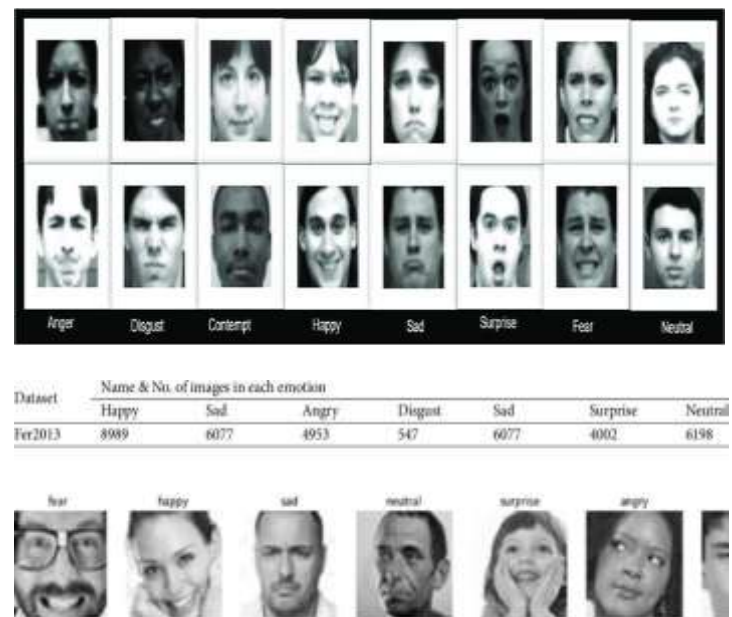 Anger Disgust Contempt Happy Sad Surprise Fear Neutral
Name & No. of images in each emotion
Dataset
Happy Sad Angry Disgust Sad Surprise Neutral
Fer2013 8989 6077 4953 547 6077 4002 6198
fear happy sad neutral surprise angry